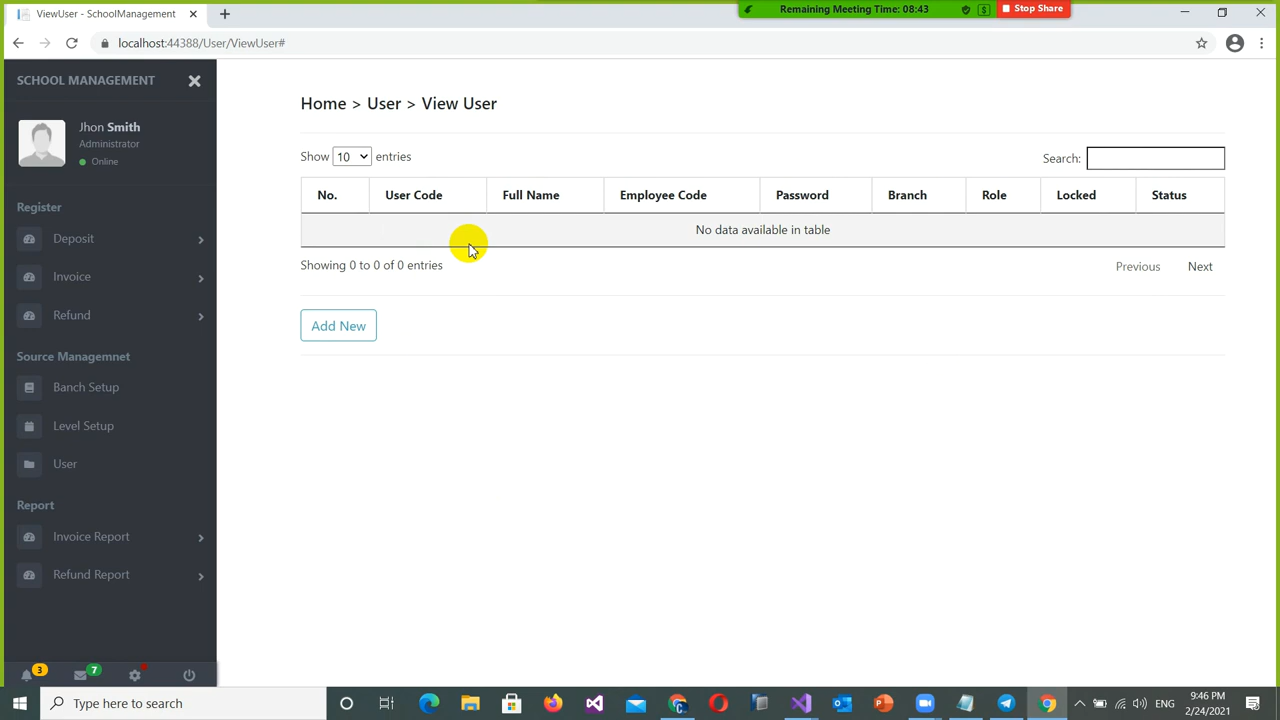 ViewUser - SchoolManagement
Remaining Meeting Time: 08:43
Stop Share
localhost:44388/User/ViewUser#
SCHOOL MANAGEMENT
Jhon Smith
Administrator
Online
Register
Deposit
Invoice
Refund
Source Managemnet
Banch Setup
Level Setup
User
Report
Invoice Report
Refund Report
3
7
Home > User > View User
Show 10 entries
Search:
No. User Code Full Name Employee Code Password Branch Role Locked Status
No data available in table
Showing 0 to 0 of 0 entries
Previous Next
Add New
Type here to search
ENG
9:46 PM
2/24/2021